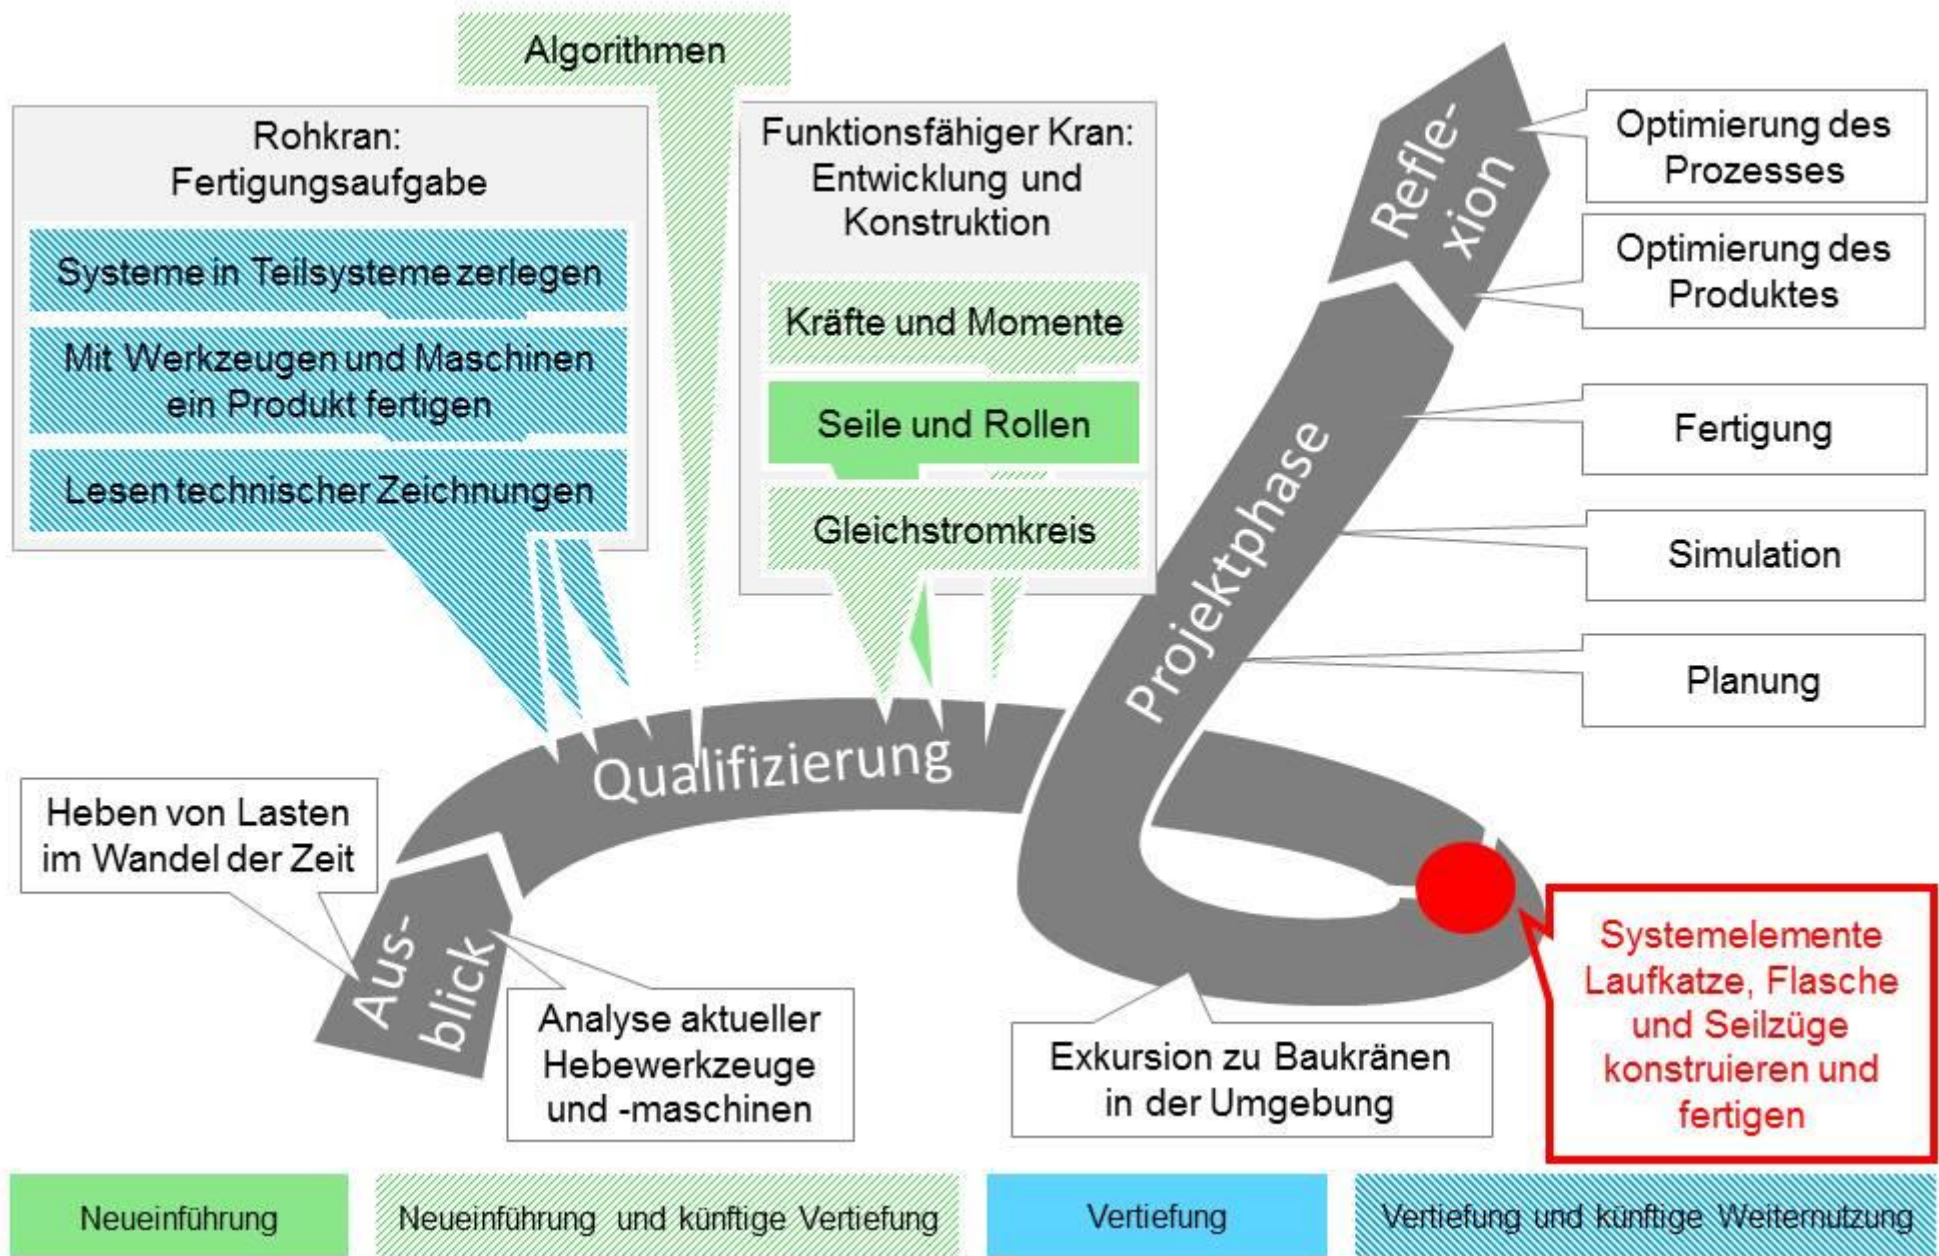 Algorithmen
Rohkran:
Fertigungsaufgabe
Systeme in Teilsysteme zerlegen
Mit Werkzeugen und Maschinen
ein Produkt fertigen
Lesen technischer Zeichnungen
Funktionsfähiger Kran:
Entwicklung und
Konstruktion
Kräfte und Momente
Seile und Rollen
Gleichstromkreis
Refle-
xion
Optimierung des
Prozesses
Optimierung des
Produktes
Fertigung
Simulation
Planung
Projektphase
Qualifizierung
Heben von Lasten
im Wandel der Zeit
Aus-
blick
Analyse aktueller
Hebewerkzeuge
und -maschinen
Exkursion zu Baukränen
in der Umgebung
Systemelemente
Laufkatze, Flasche
und Seilzüge
konstruieren und
fertigen
Neueinführung
Neueinführung und künftige Vertiefung
Vertiefung
Vertiefung und künftige Weiternutzung